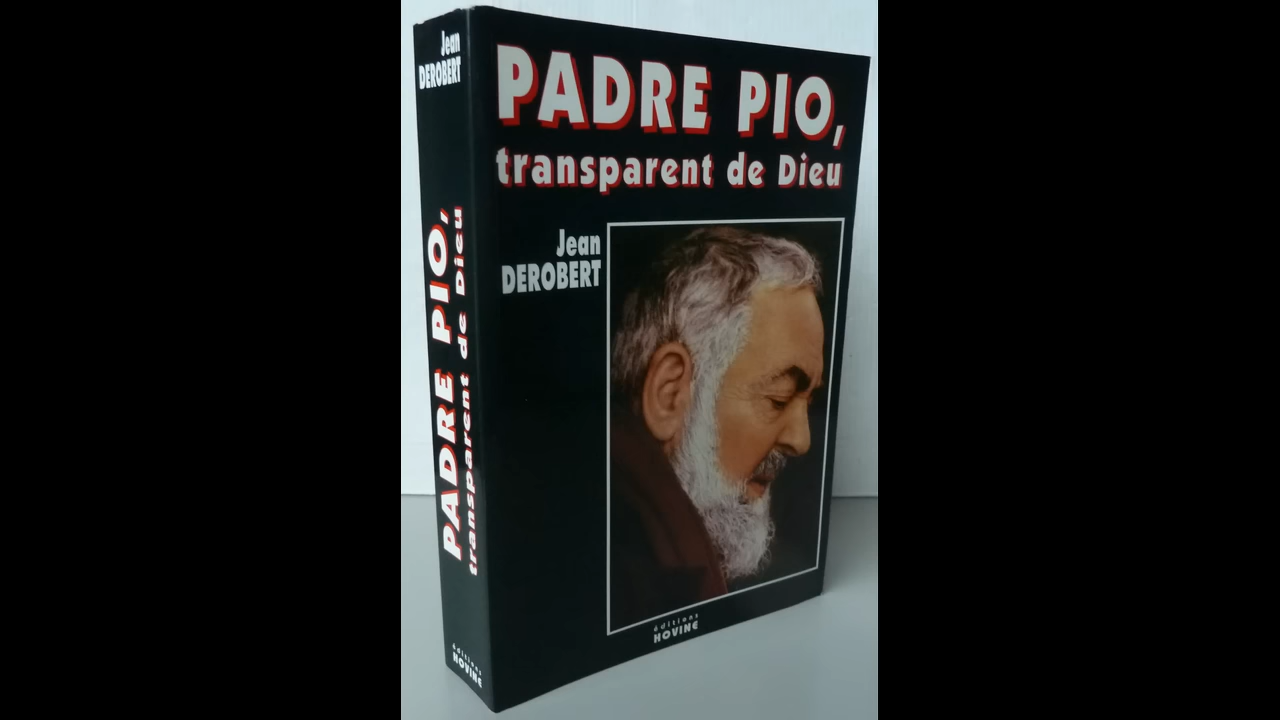 Jean
DEROBERT
PADRE PIO,
transparent de Dieu
éditions
HOVINE
PADRE PIO,
transparent de Dieu
Jean
DEROBERT
éditions
HOVINE